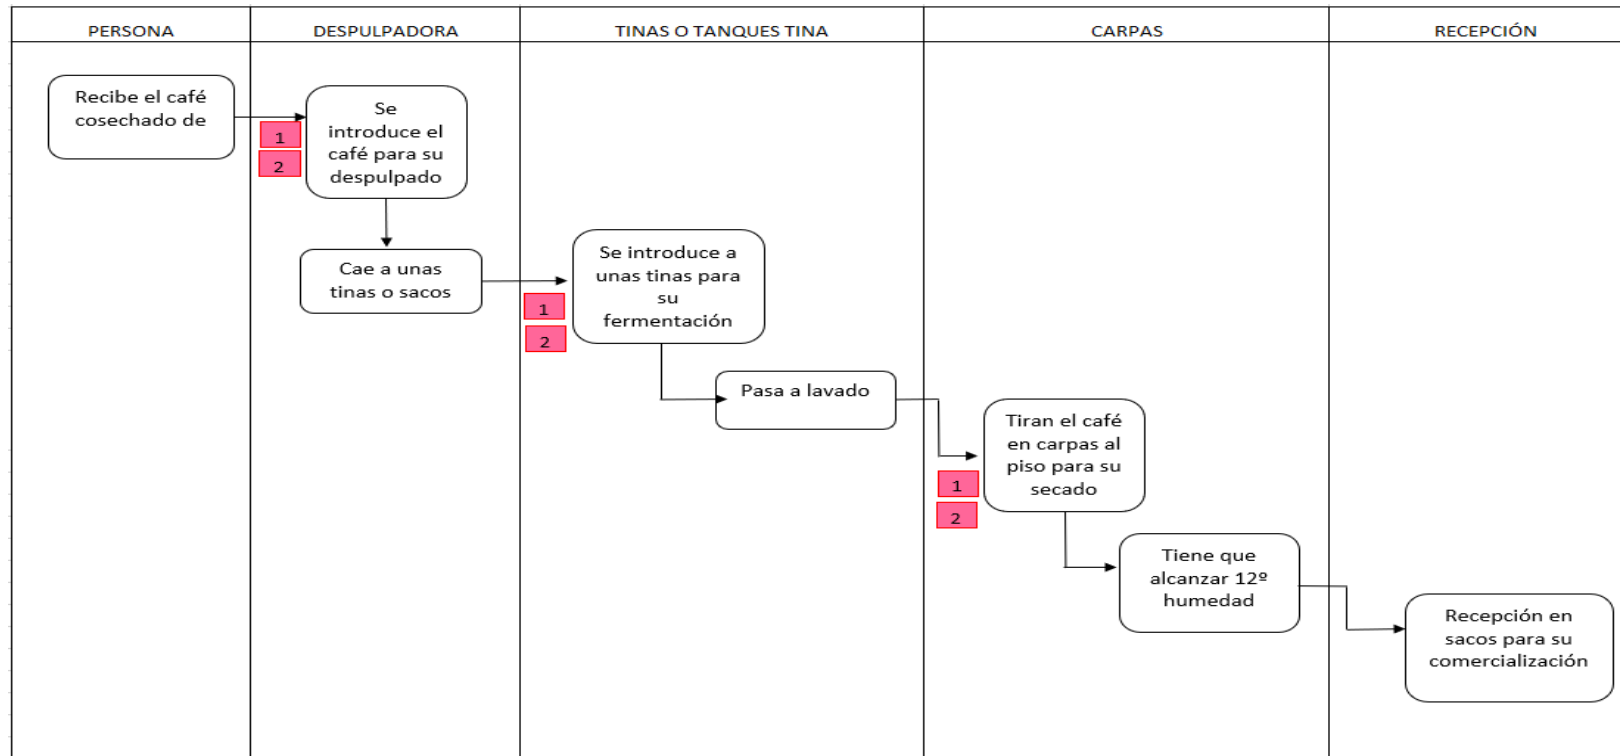 PERSONA
DESPULPADORA
TINAS O TANQUES TINA
CARPAS
RECEPCIÓN
Recibe el café
cosechado de
1
2
Se
introduce el
café para su
despulpado
Cae a unas
tinas o sacos
1
2
Se introduce a
unas tinas para
su
fermentación
Pasa a lavado
1
2
Tiran el café
en carpas al
piso para su
secado
Tiene que
alcanzar 12º
humedad
Recepción en
sacos para su
comercialización